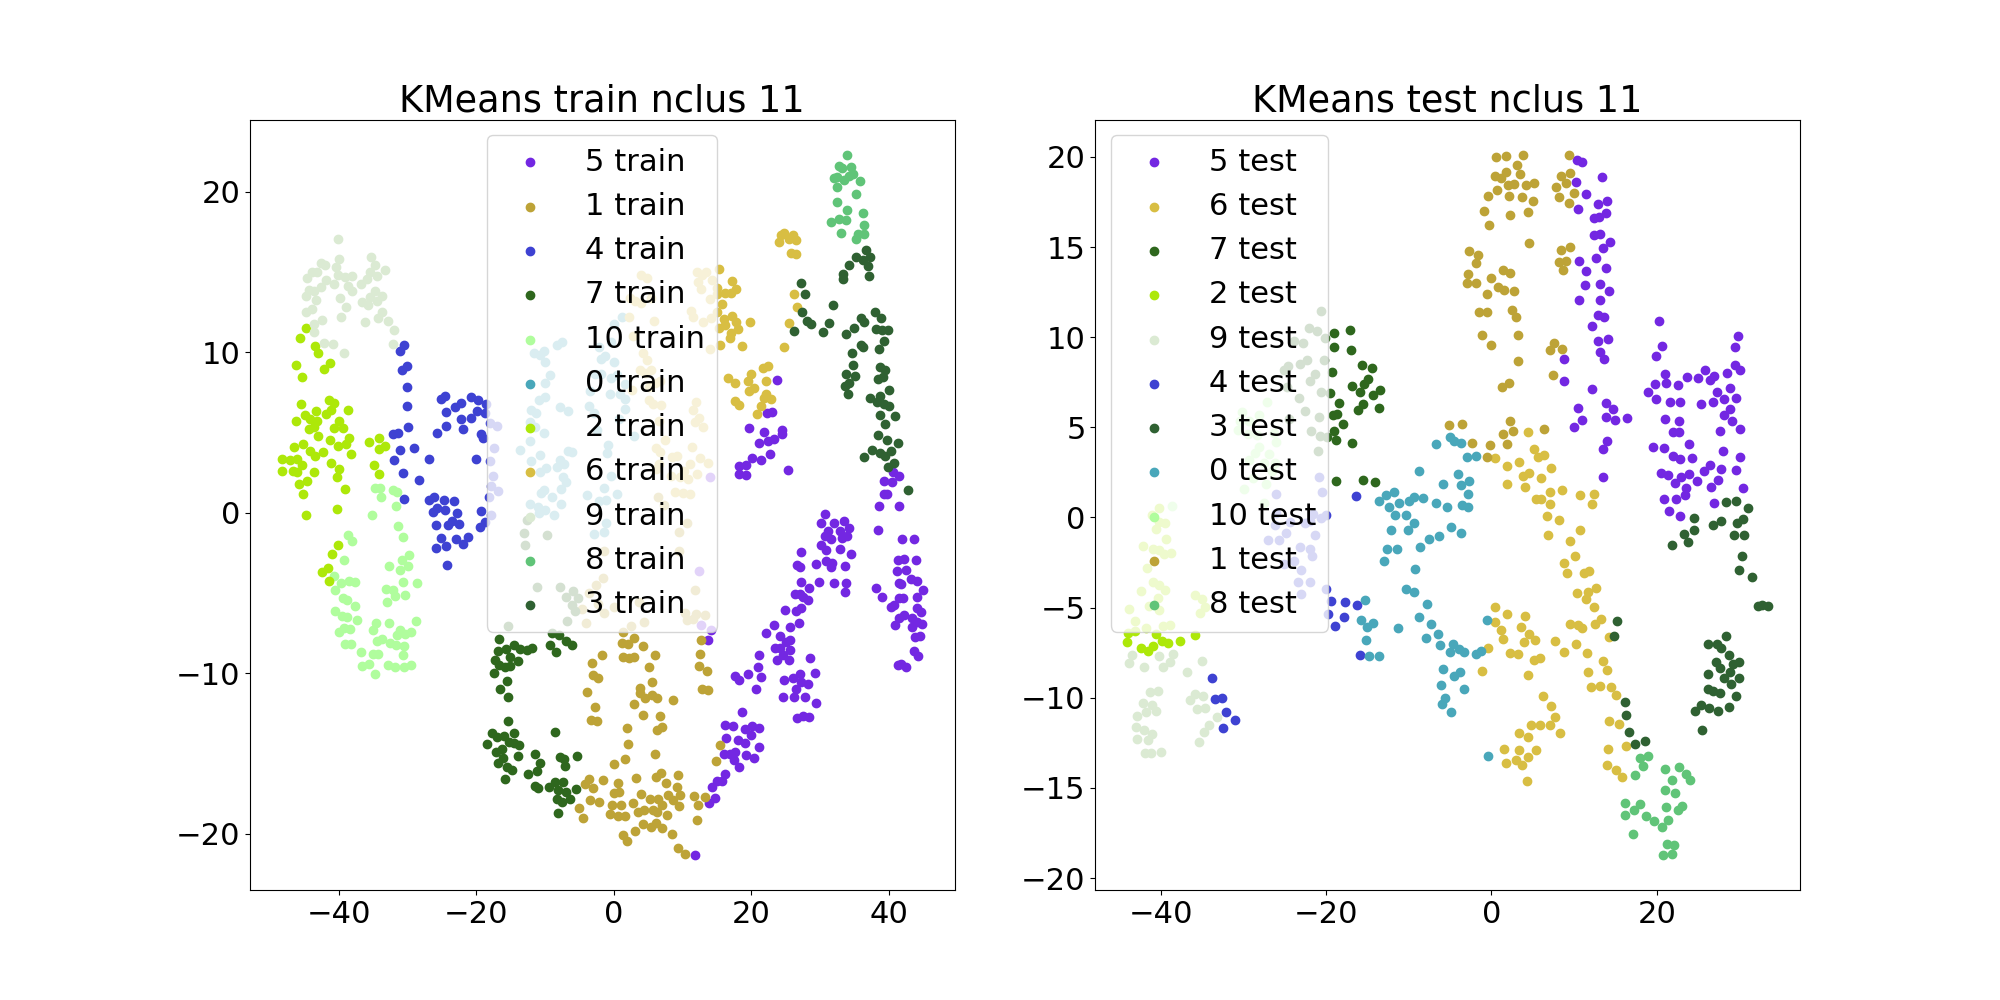 KMeans train nclus 11
20
10
0
−10
−20
−40
−20
0
20
40
5 train
1 train
4 train
7 train
10 train
0 train
2 train
6 train
9 train
8 train
3 train
KMeans test nclus 11
20
15
10
5
0
−5
−10
−15
−20
−40
−20
0
20
5 test
6 test
7 test
2 test
9 test
4 test
3 test
0 test
10 test
1 test
8 test